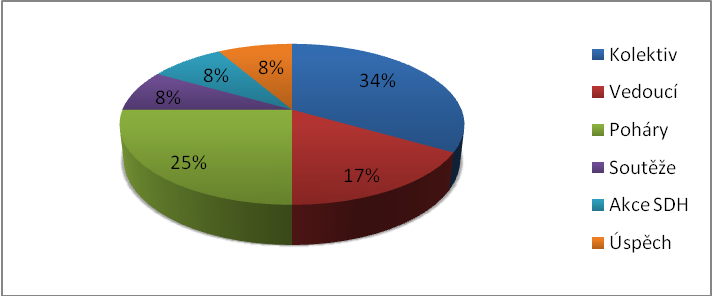 34%
17%
25%
8%
8%
8%
Kolektiv
Vedoucí
Poháry
Soutěže
Akce SDH
Úspěch